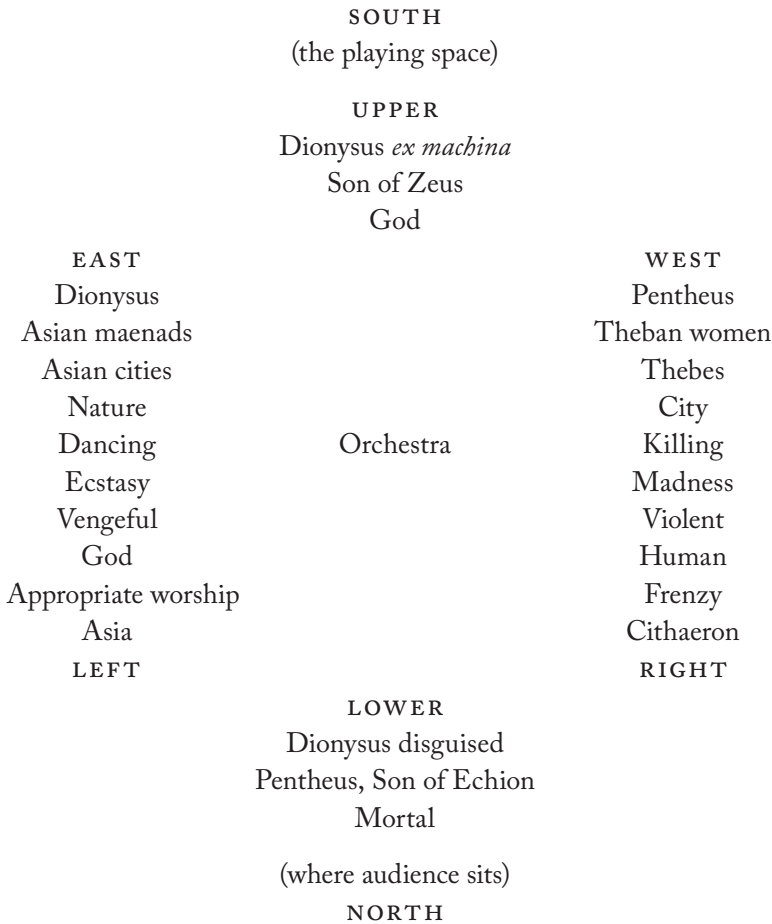 SOUTH
(the playing space)
UPPER
Dionysus ex machina
Son of Zeus
God
EAST WEST
Dionysus Pentheus
Asian maenads Theban women
Asian cities Thebes
Nature City
Dancing Orchestra Killing
Ecstasy Madness
Vengeful Violent
God Human
Appropriate worship Frenzy
Asia Cithaeron
LEFT RIGHT
LOWER
Dionysus disguised
Pentheus, Son of Echion
Mortal
(where audience sits)
NORTH